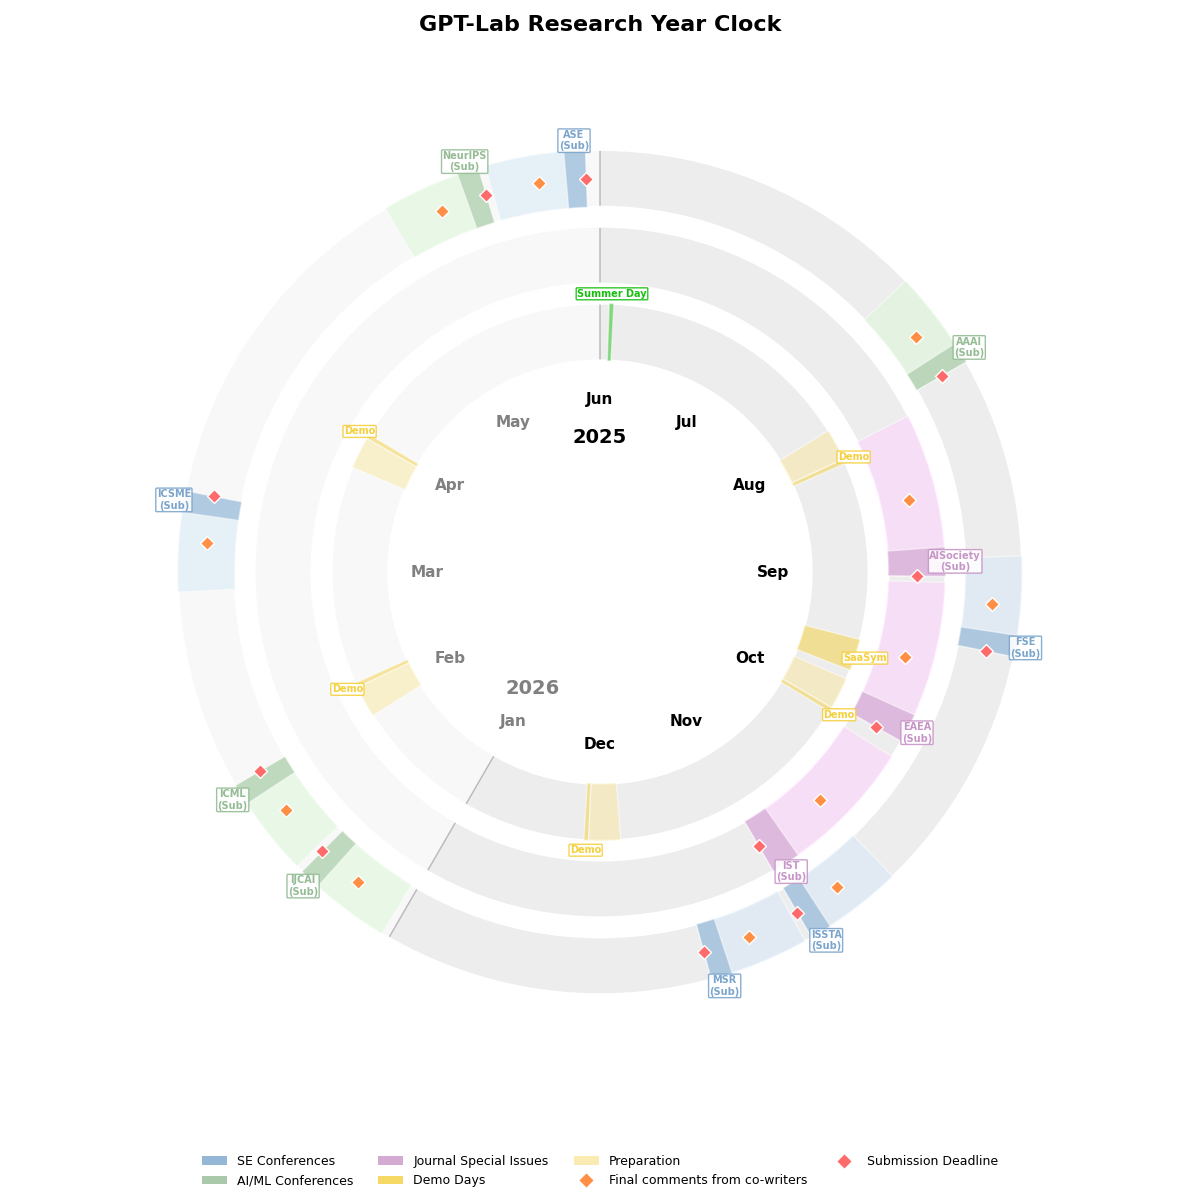 GPT-Lab Research Year Clock
ASE
(Sub)
NeurIPS
(Sub)
Summer Day
AAAI
(Sub)
Jun
May
Jul
2025
Demo
Demo
Apr
Aug
ICSME
(Sub)
AISociety
(Sub)
Mar
Sep
FSE
(Sub)
Feb
Oct
SaaSym
Demo
2026
Demo
Jan
Nov
EAEA
(Sub)
Dec
ICML
(Sub)
Demo
IST
(Sub)
IJCAI
(Sub)
ISSTA
(Sub)
MSR
(Sub)
SE Conferences
AI/ML Conferences
Journal Special Issues
Demo Days
Preparation
Final comments from co-writers
Submission Deadline